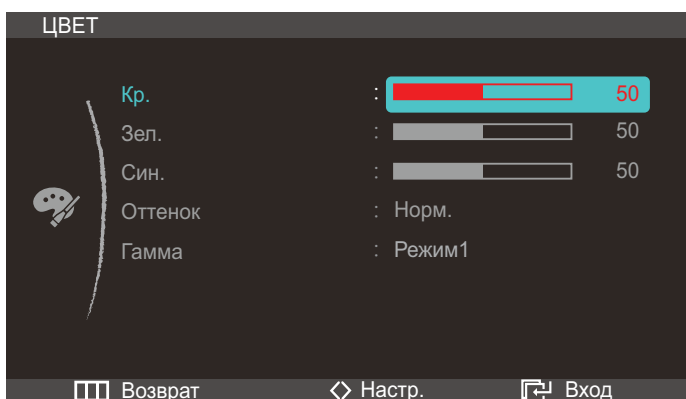 ЦВЕТ
Кр. : 50
Зел. : 50
Син. : 50
Оттенок : Норм.
Гамма : Режим1
Возврат Настр. Вход